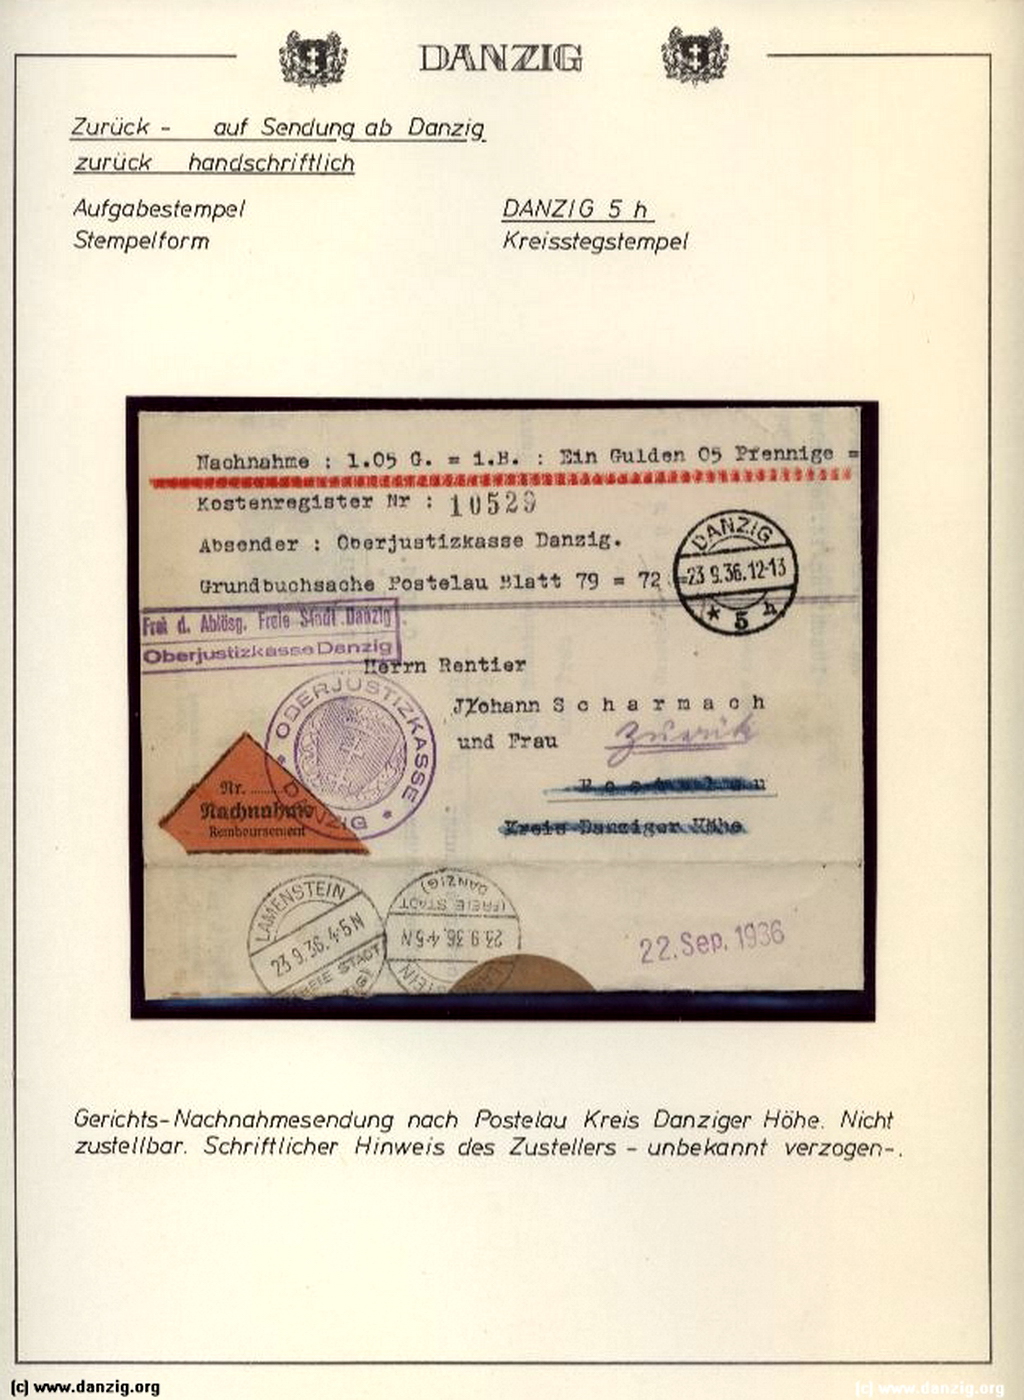 DANZIG
Zurück - auf Sendung ab Danzig
zurück handschriftlich
Aufgabestempel DANZIG 5 h
Stempelform Kreisstegstempel
Nachnahme : 1.05 G. = i.B. : Ein Gulden 05 Pfennige =
Kostenregister Nr : 10529
Absender : Oberjustizkasse Danzig.
Grundbuchsache Postelau Blatt 79 = 72
DANZIG
-23.9.36.12-13
* 5 h
Frei d. Ablösg. Freie Stadt Danzig
Oberjustizkasse Danzig
Herrn Rentier
Johann Scharmach
und Frau
Zurück
OBERJUSTIZKASSE
* DANZIG *
Kreis Danziger Höhe
Nr. ......
Nachnahme
Remboursement
LAMENSTEIN
23.9.36.4-5N
(FREIE STADT
DANZIG)
23.9.36.4-5N
(FREIE STADT
DANZIG)
22. Sep. 1936
Gerichts-Nachnahmesendung nach Postelau Kreis Danziger Höhe. Nicht
zustellbar. Schriftlicher Hinweis des Zustellers - unbekannt verzogen-.
(c) www.danzig.org
(c) www.danzig.org